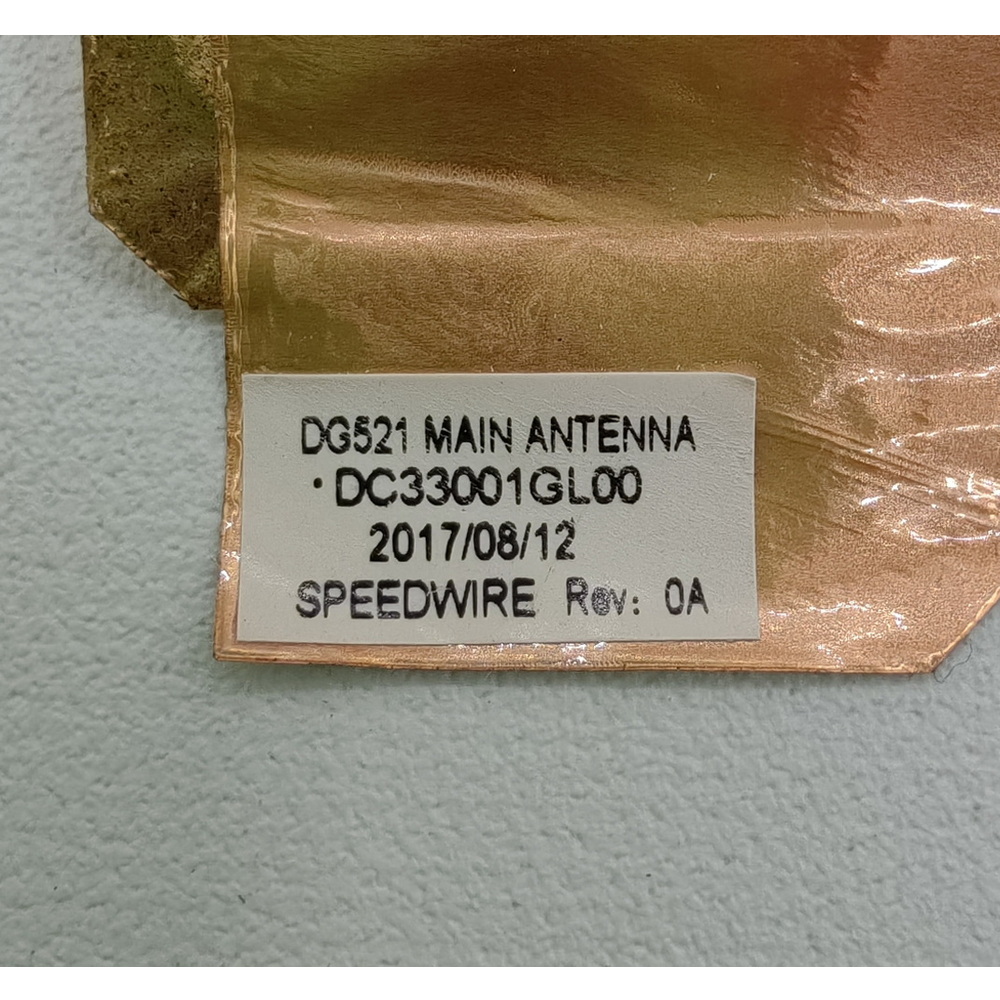 DG521 MAIN ANTENNA
·DC33001GL00
2017/08/12
SPEEDWIRE Rev: 0A